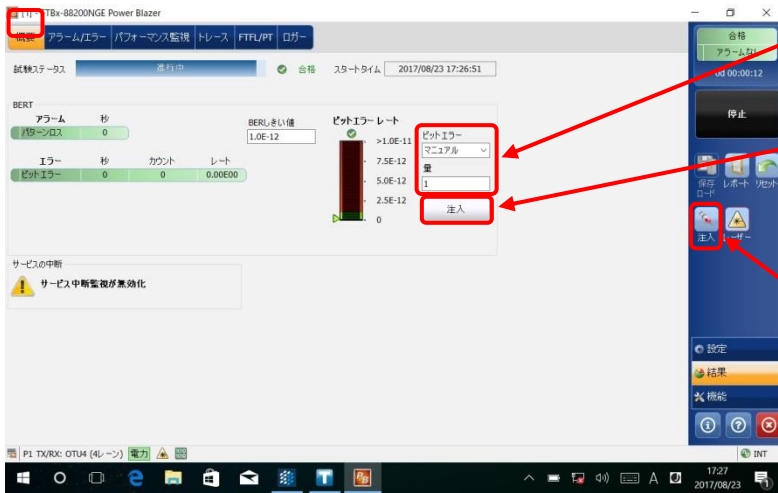 [1] - FTBx-88200NGE Power Blazer
概要 アラーム/エラー パフォーマンス監視 トレース FTFL/PT ロガー
試験ステータス 進行中 合格 スタートタイム 2017/08/23 17:26:51
BERT
アラーム 秒
パターンロス 0
エラー 秒 カウント レート
ビットエラー 0 0 0.00E00
BERしきい値
1.0E-12
ビットエラーレート
>1.0E-11
7.5E-12
5.0E-12
2.5E-12
0
ビットエラー
マニュアル
量
1
注入
サービスの中断
サービス中断監視が無効化
合格
アラームなし
0d 00:00:12
停止
保存 レポート リセット
ロード
注入 レーザー
設定
結果
機能
P1 TX/RX: OTU4 (4レーン) 電力 INT
A 17:27
2017/08/23